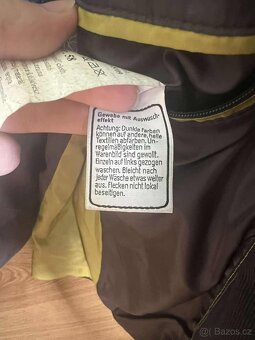 Gewebe mit Auswasch-
effekt
Achtung: Dunkle Farben
können auf andere, helle
Textilien abfärben. Un-
regelmäßigkeiten im
Warenbild sind gewollt.
Einzeln auf links gezogen
waschen. Bleicht nach
jeder Wäsche etwas weiter
aus. Flecken nicht lokal
beseitigen.
sbazar.cz